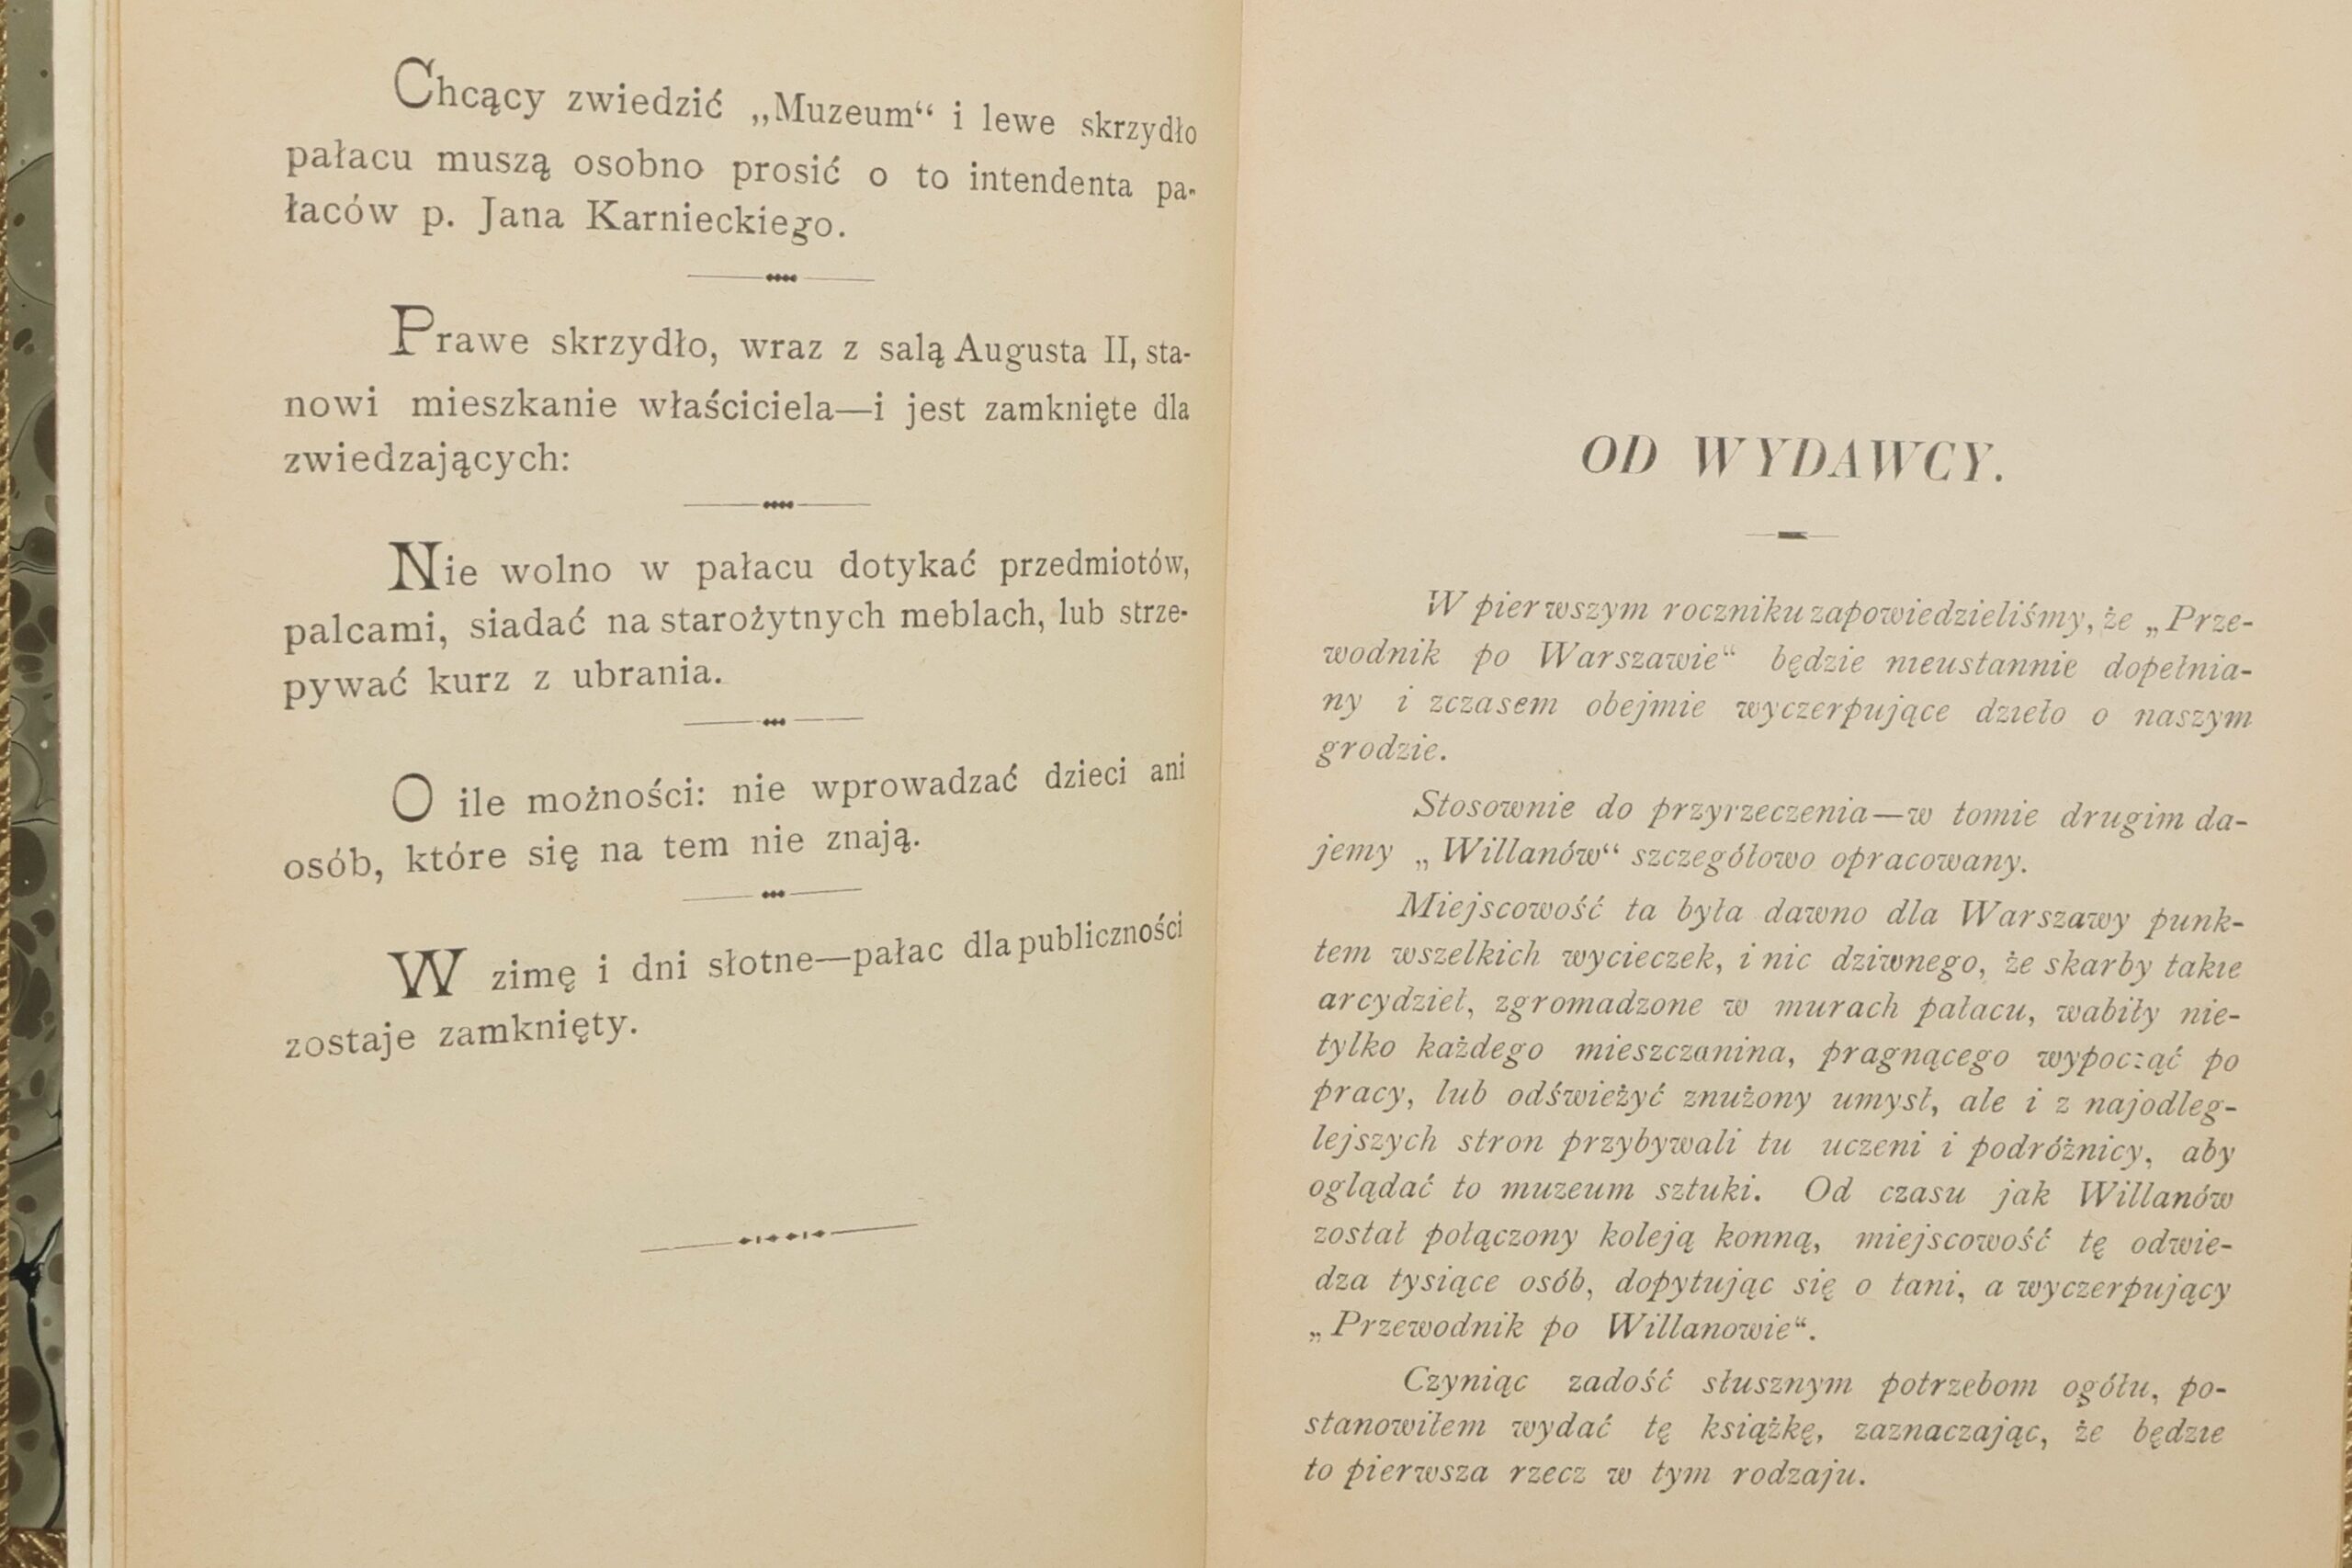 Chcący zwiedzić „Muzeum“ i lewe skrzydło
pałacu muszą osobno prosić o to intendenta pa-
łaców p. Jana Karnieckiego.
Prawe skrzydło, wraz z salą Augusta II, sta-
nowi mieszkanie właściciela—i jest zamknięte dla
zwiedzających:
Nie wolno w pałacu dotykać przedmiotów,
palcami, siadać na starożytnych meblach, lub strze-
pywać kurz z ubrania.
O ile możności: nie wprowadzać dzieci ani
osób, które się na tem nie znają.
W zimę i dni słotne—pałac dla publiczności
zostaje zamknięty.
OD WYDAWCY.
W pierwszym roczniku zapowiedzieliśmy, że „Prze-
wodnik po Warszawie“ będzie nieustannie dopełnia-
ny i zczasem obejmie wyczerpujące dzieło o naszym
grodzie.
Stosownie do przyrzeczenia—w tomie drugim da-
jemy „Willanów“ szczegółowo opracowany.
Miejscowość ta była dawno dla Warszawy punk-
tem wszelkich wycieczek, i nic dziwnego, że skarby takie
arcydzieł, zgromadzone w murach pałacu, wabiły nie-
tylko każdego mieszczanina, pragnącego wypocząć po
pracy, lub odświeżyć znużony umysł, ale i z najodleg-
lejszych stron przybywali tu uczeni i podróżnicy, aby
oglądać to muzeum sztuki. Od czasu jak Willanów
został połączony koleją konną, miejscowość tę odwie-
dza tysiące osób, dopytując się o tani, a wyczerpujący
„Przewodnik po Willanowie“.
Czyniąc zadość słusznym potrzebom ogółu, po-
stanowiłem wydać tę książkę, zaznaczając, że będzie
to pierwsza rzecz w tym rodzaju.